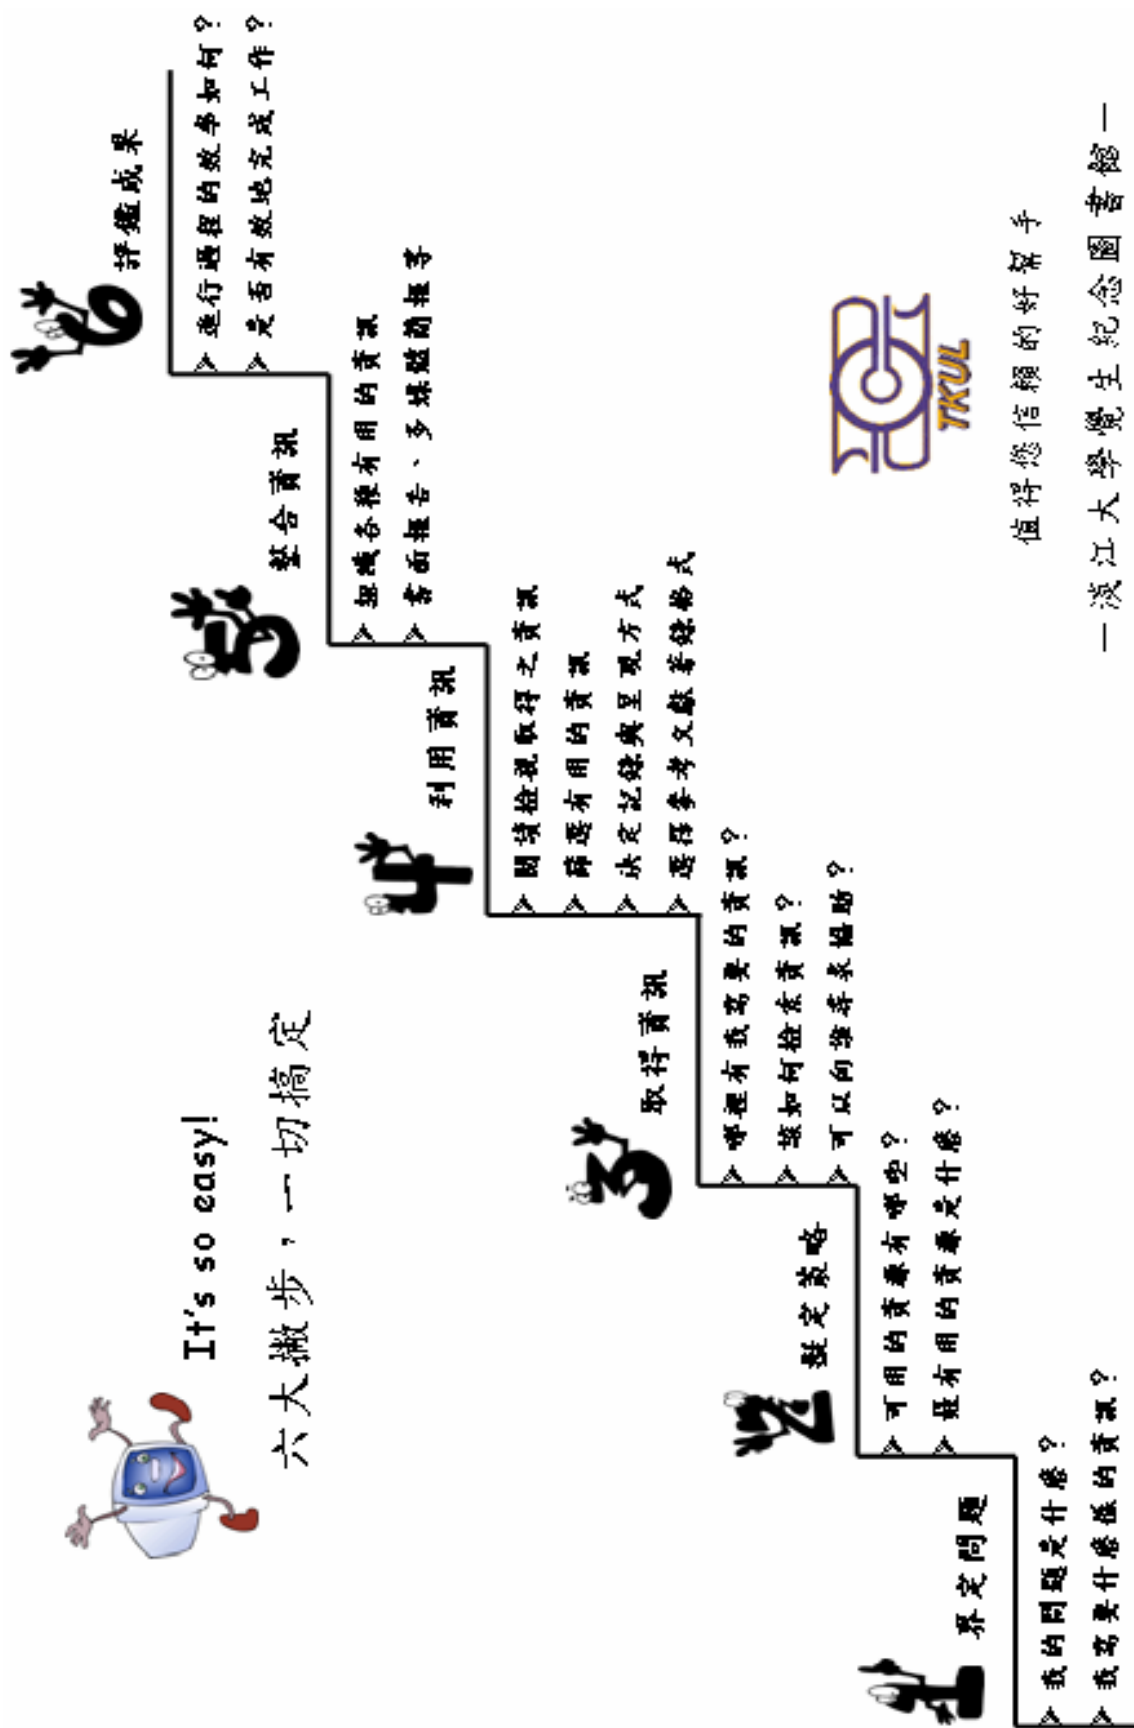 It's so easy!
六大撇步，一切搞定
1 界定問題
➢ 我的問題是什麼？
➢ 我需要什麼樣的資訊？
2 擬定策略
➢ 可用的資源有哪些？
➢ 最有用的資源是什麼？
3 取得資訊
➢ 哪裡有我需要的資訊？
➢ 該如何檢索資訊？
➢ 可以向誰尋求協助？
4 利用資訊
➢ 閱讀檢視取得之資訊
➢ 篩選有用的資訊
➢ 決定記錄與呈現方式
➢ 選擇參考文獻著錄格式
5 整合資訊
➢ 組織各種有用的資訊
➢ 書面報告、多媒體簡報等
6 評鑑成果
➢ 進行過程的效率如何？
➢ 是否有效地完成工作？
TKUL
值得您信賴的好幫手
—淡江大學覺生紀念圖書館—